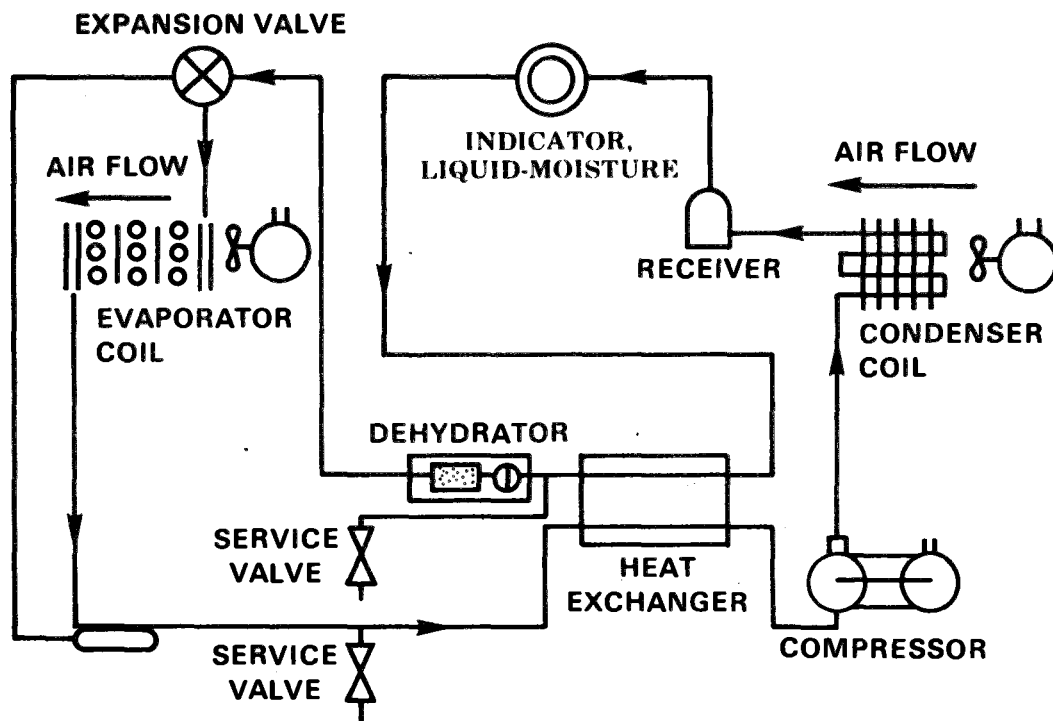 EXPANSION VALVE
INDICATOR,
LIQUID-MOISTURE
AIR FLOW
AIR FLOW
RECEIVER
EVAPORATOR
COIL
CONDENSER
COIL
DEHYDRATOR
SERVICE
VALVE
HEAT
EXCHANGER
COMPRESSOR
SERVICE
VALVE